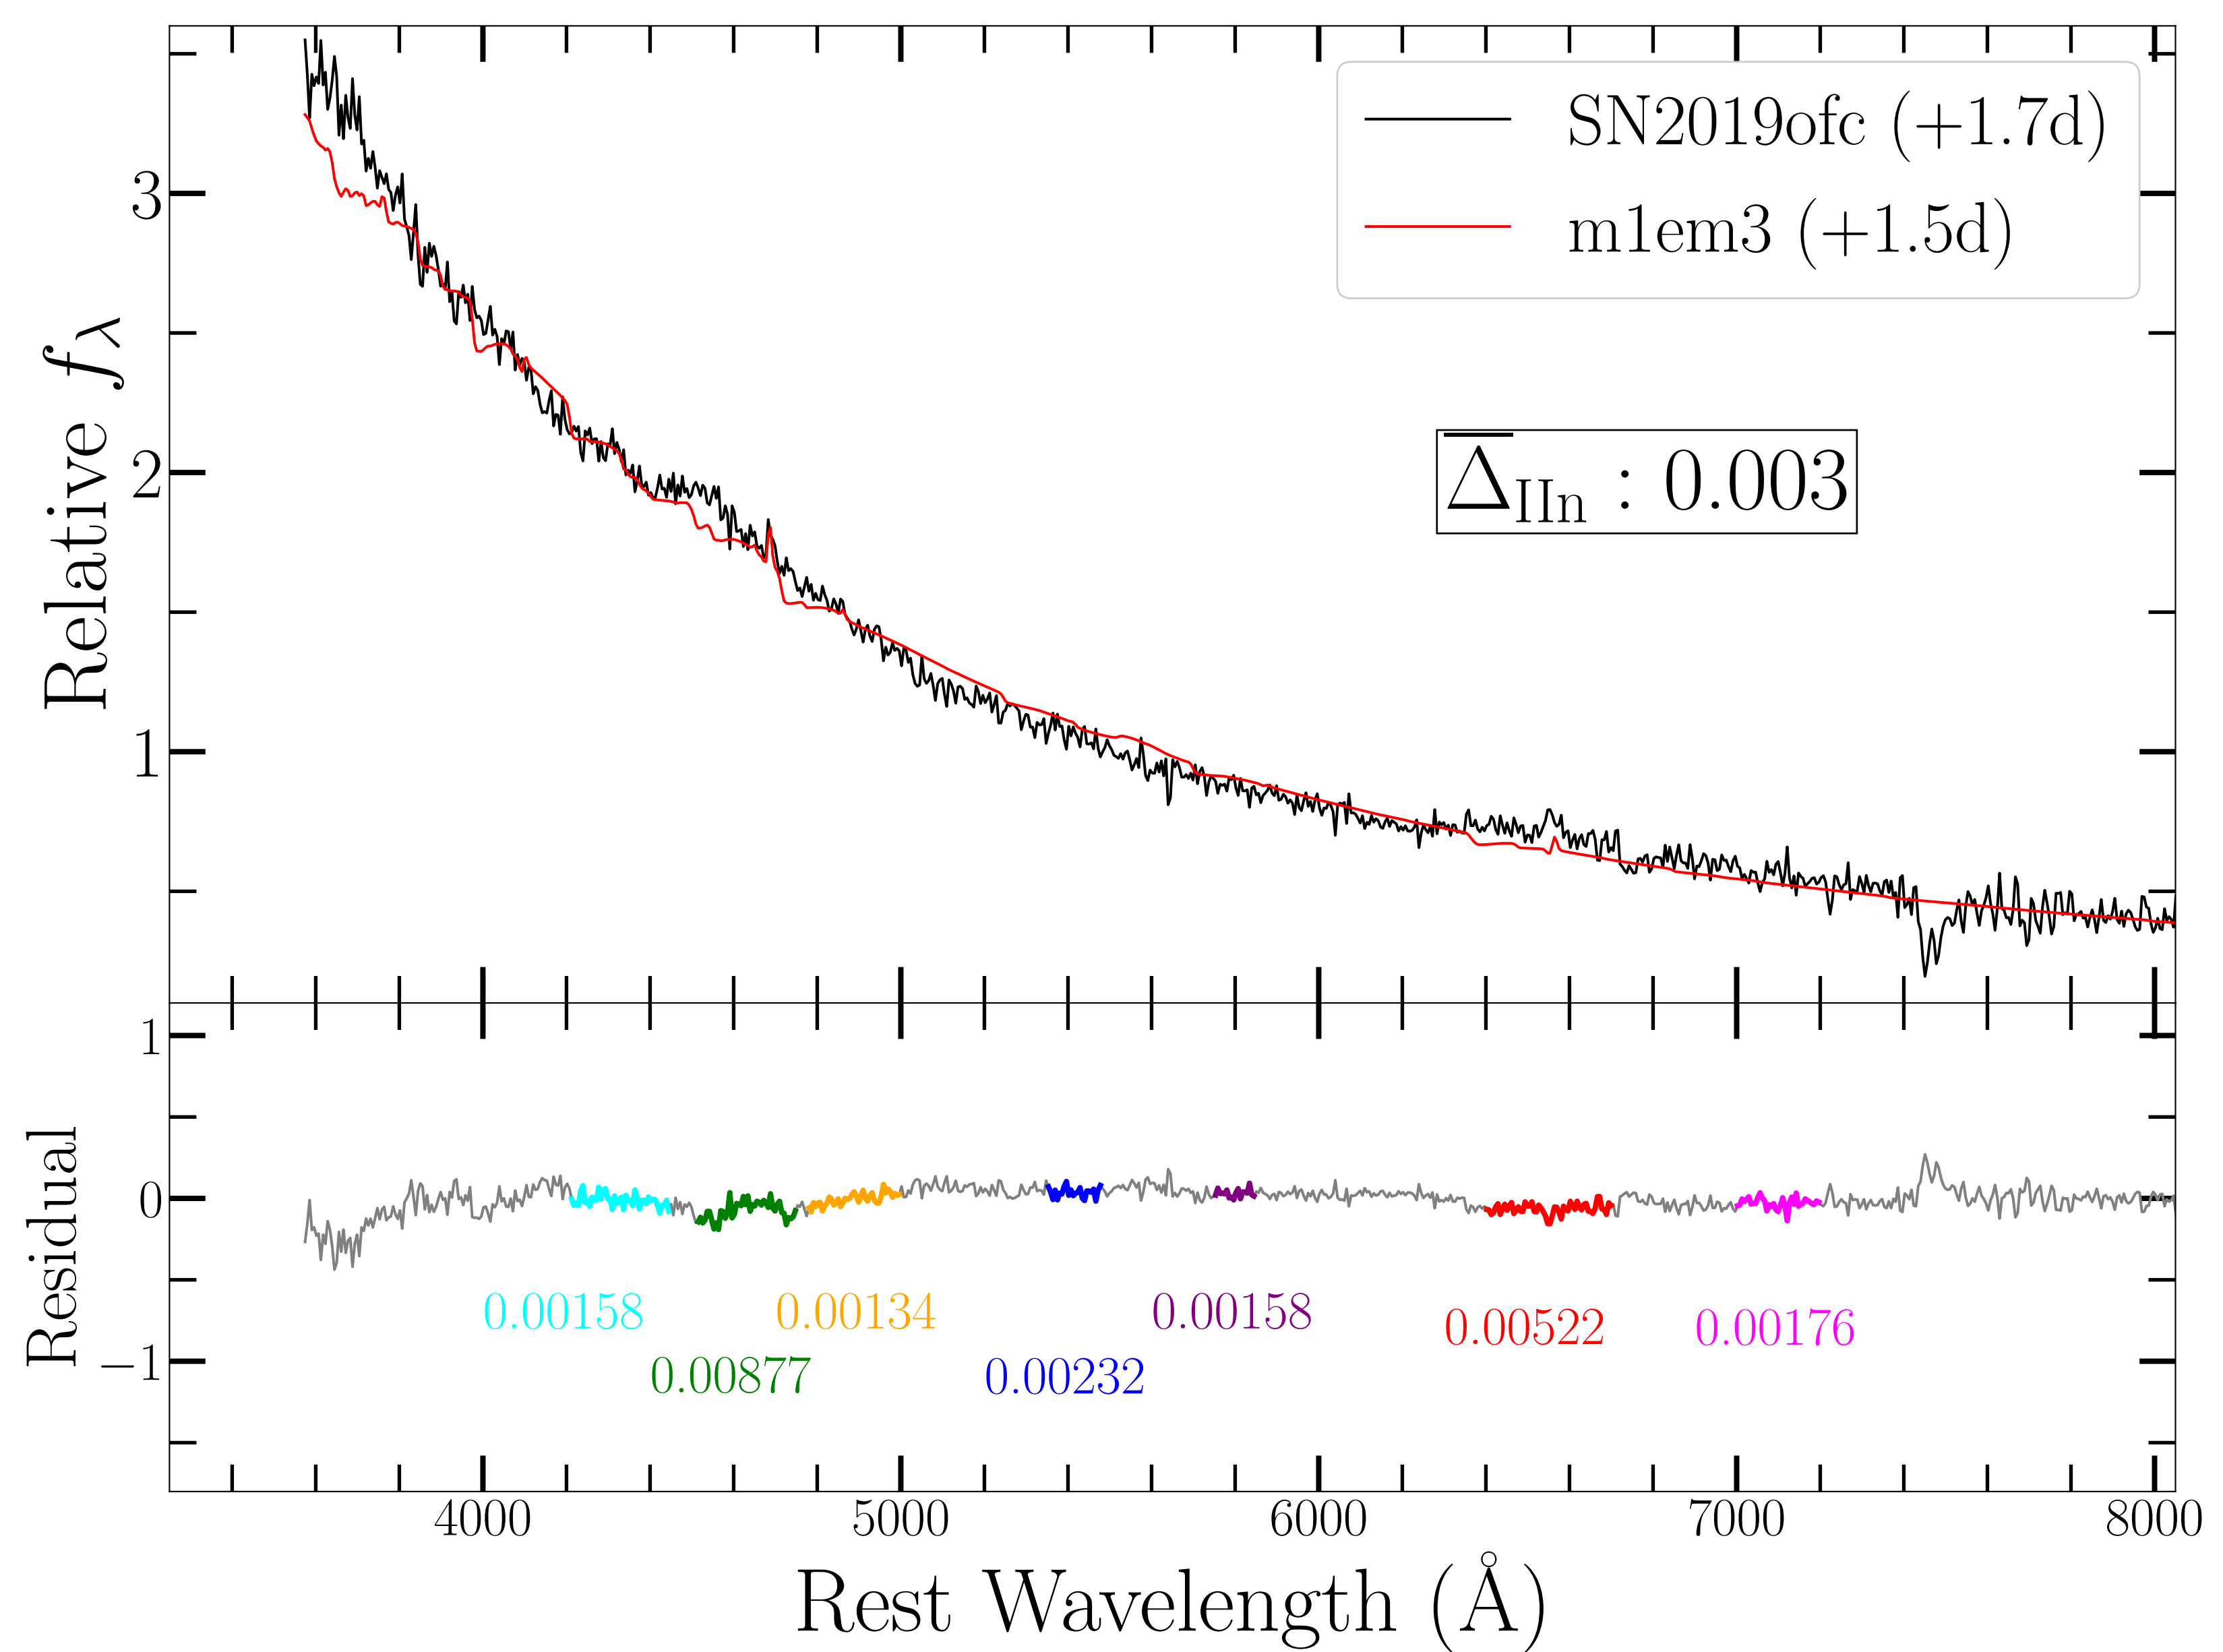 SN2019ofc (+1.7d)
m1em3 (+1.5d)
3
2
1
Relative fλ
Δ̅IIn : 0.003
1
0
−1
Residual
0.00158
0.00134
0.00158
0.00522
0.00176
0.00877
0.00232
4000 5000 6000 7000 8000
Rest Wavelength (Å)